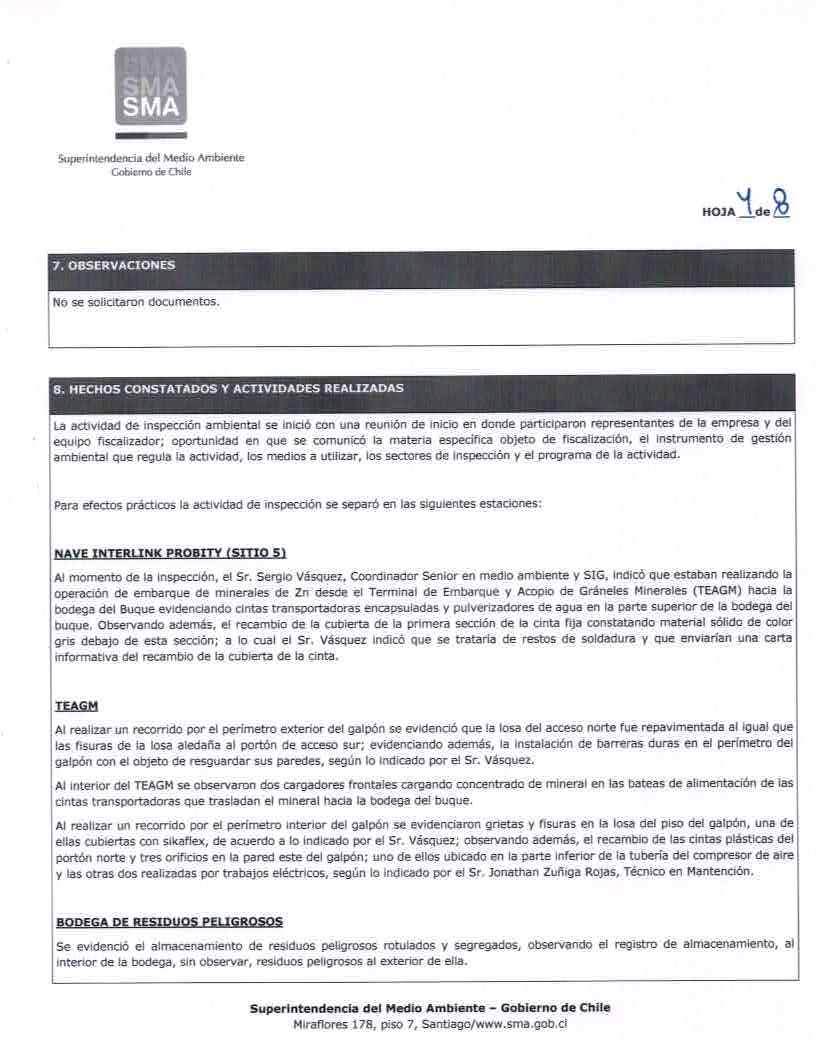 SMA
SMA
SMA
Superintendencia del Medio Ambiente
Gobierno de Chile
HOJA 4 de 8
7. OBSERVACIONES
No se solicitaron documentos.
8. HECHOS CONSTATADOS Y ACTIVIDADES REALIZADAS
La actividad de inspección ambiental se inició con una reunión de inicio en donde participaron representantes de la empresa y del
equipo fiscalizador; oportunidad en que se comunicó la materia específica objeto de fiscalización, el instrumento de gestión
ambiental que regula la actividad, los medios a utilizar, los sectores de inspección y el programa de la actividad.
Para efectos prácticos la actividad de inspección se separó en las siguientes estaciones:
NAVE INTERLINK PROBITY (SITIO 5)
Al momento de la inspección, el Sr. Sergio Vásquez, Coordinador Senior en medio ambiente y SIG, indicó que estaban realizando la
operación de embarque de minerales de Zn desde el Terminal de Embarque y Acopio de Gráneles Minerales (TEAGM) hacia la
bodega del Buque evidenciando cintas transportadoras encapsuladas y pulverizadores de agua en la parte superior de la bodega del
buque. Observando además, el recambio de la cubierta de la primera sección de la cinta fija constatando material sólido de color
gris debajo de esta sección; a lo cual el Sr. Vásquez indicó que se trataría de restos de soldadura y que enviarían una carta
informativa del recambio de la cubierta de la cinta.
TEAGM
Al realizar un recorrido por el perímetro exterior del galpón se evidenció que la losa del acceso norte fue repavimentada al igual que
las fisuras de la losa aledaña al portón de acceso sur; evidenciando además, la instalación de barreras duras en el perímetro del
galpón con el objeto de resguardar sus paredes, según lo indicado por el Sr. Vásquez.
Al interior del TEAGM se observaron dos cargadores frontales cargando concentrado de mineral en las bateas de alimentación de las
cintas transportadoras que trasladan el mineral hacia la bodega del buque.
Al realizar un recorrido por el perímetro interior del galpón se evidenciaron grietas y fisuras en la losa del piso del galpón, una de
ellas cubiertas con sikaflex, de acuerdo a lo indicado por el Sr. Vásquez; observando además, el recambio de las cintas plásticas del
portón norte y tres orificios en la pared este del galpón; uno de ellos ubicado en la parte inferior de la tubería del compresor de aire
y las otras dos realizadas por trabajos eléctricos, según lo indicado por el Sr. Jonathan Zuñiga Rojas, Técnico en Mantención.
BODEGA DE RESIDUOS PELIGROSOS
Se evidenció el almacenamiento de residuos peligrosos rotulados y segregados, observando el registro de almacenamiento, al
interior de la bodega, sin observar, residuos peligrosos al exterior de ella.
Superintendencia del Medio Ambiente – Gobierno de Chile
Miraflores 178, piso 7, Santiago/www.sma.gob.cl